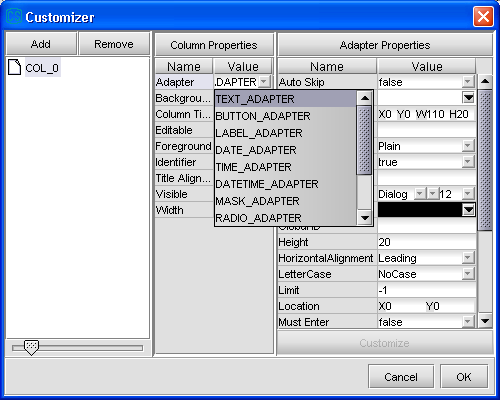 Customizer
Add Remove
COL_0
Column Properties
Name Value
Adapter .DAPTER
Backgrou...
Column Ti...
Editable
Foreground
Identifier
Title Align...
Visible
Width
TEXT_ADAPTER
BUTTON_ADAPTER
LABEL_ADAPTER
DATE_ADAPTER
TIME_ADAPTER
DATETIME_ADAPTER
MASK_ADAPTER
RADIO_ADAPTER
Adapter Properties
Name Value
Auto Skip false
X0 Y0 W110 H20
Plain
true
Dialog 12
Height 20
HorizontalAlignment Leading
LetterCase NoCase
Limit -1
Location X0 Y0
Must Enter false
Customize
Cancel OK